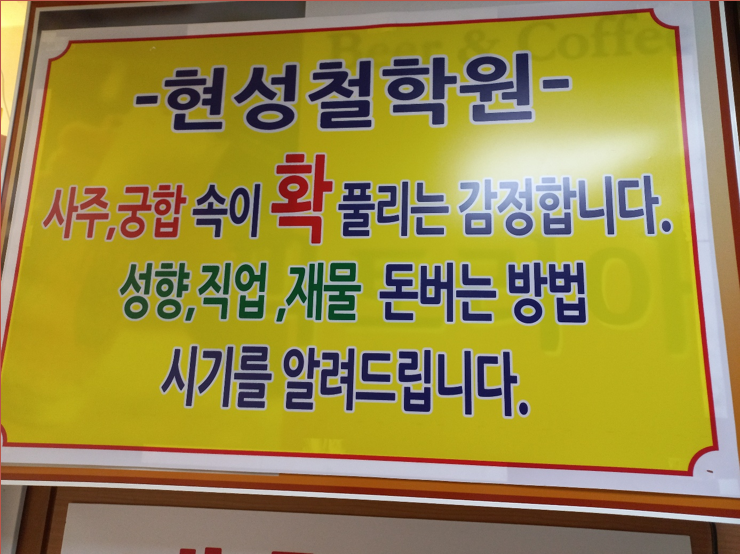 Beer & Coffee
-현성철학원-
사주,궁합 속이 확 풀리는 감정합니다.
성향,직업 ,재물 돈버는 방법
시기를 알려드립니다.